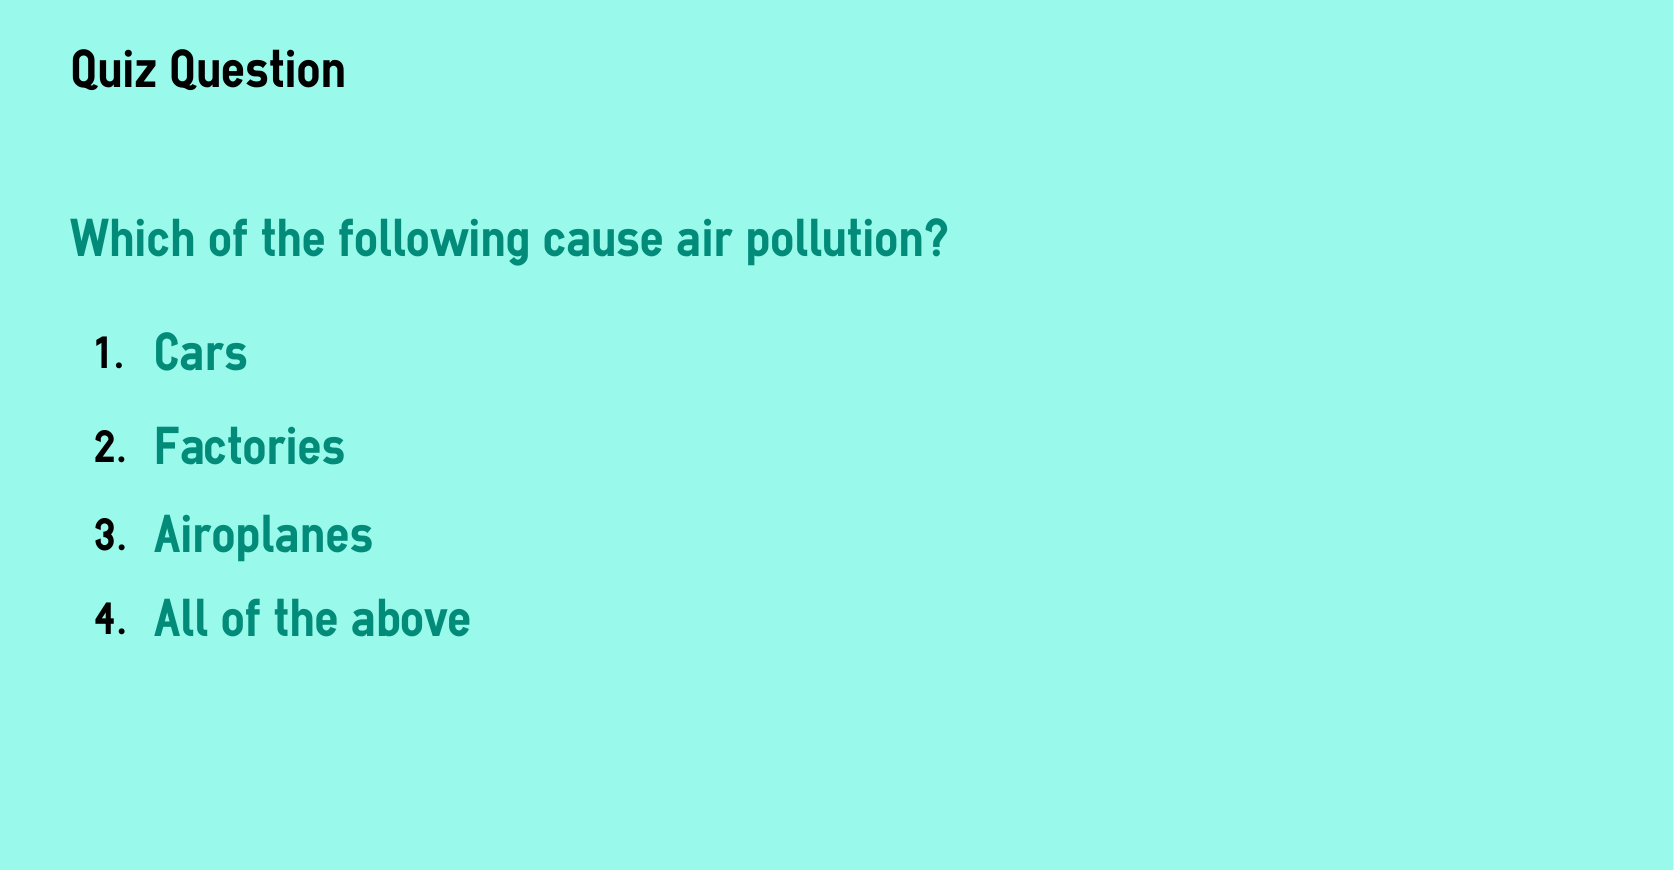 Quiz Question
Which of the following cause air pollution?
1. Cars
2. Factories
3. Airoplanes
4. All of the above